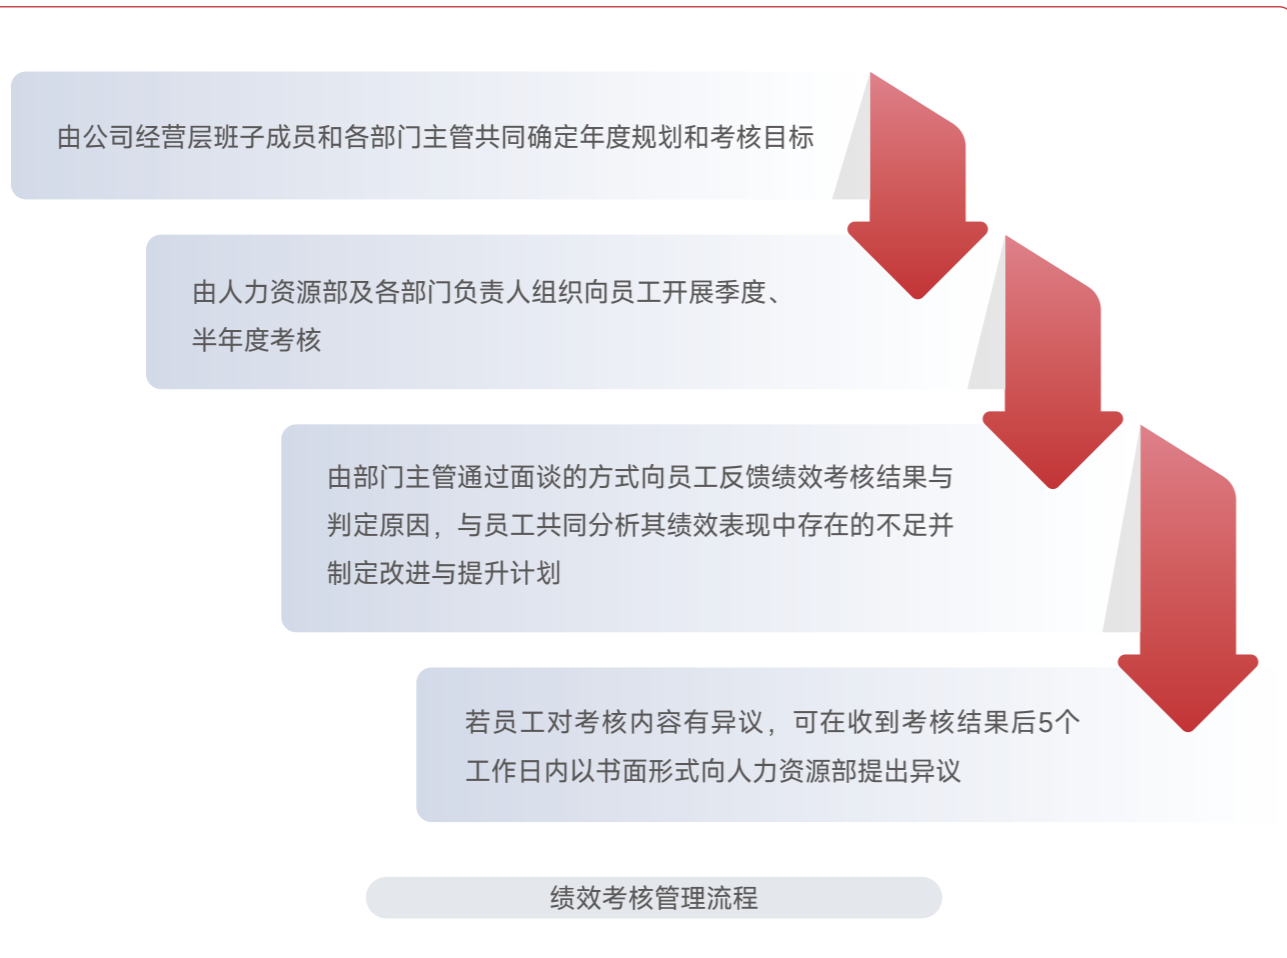 由公司经营层班子成员和各部门主管共同确定年度规划和考核目标
由人力资源部及各部门负责人组织向员工开展季度、
半年度考核
由部门主管通过面谈的方式向员工反馈绩效考核结果与
判定原因，与员工共同分析其绩效表现中存在的不足并
制定改进与提升计划
若员工对考核内容有异议，可在收到考核结果后5个
工作日内以书面形式向人力资源部提出异议
绩效考核管理流程